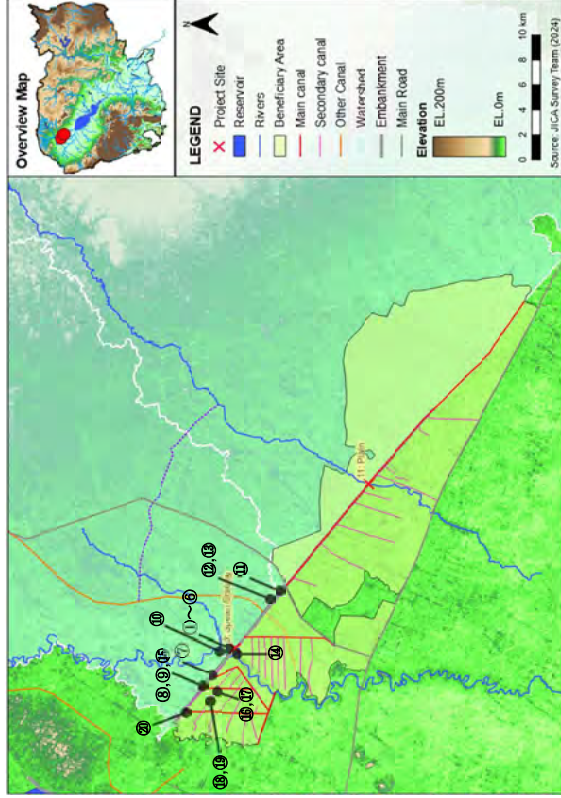 Overview Map
N
LEGEND
Project Site
Reservoir
Rivers
Beneficiary Area
Main canal
Secondary canal
Other Canal
Watershed
Embankment
Main Road
Elevation
EL.200m
EL.0m
0 2 4 6 8 10 km
Source: JICA Survey Team (2024)
⑳
⑧,⑨
⑮
⑦
⑩
①~⑥
⑫,⑬
⑪
⑭
⑯,⑰
⑱,⑲